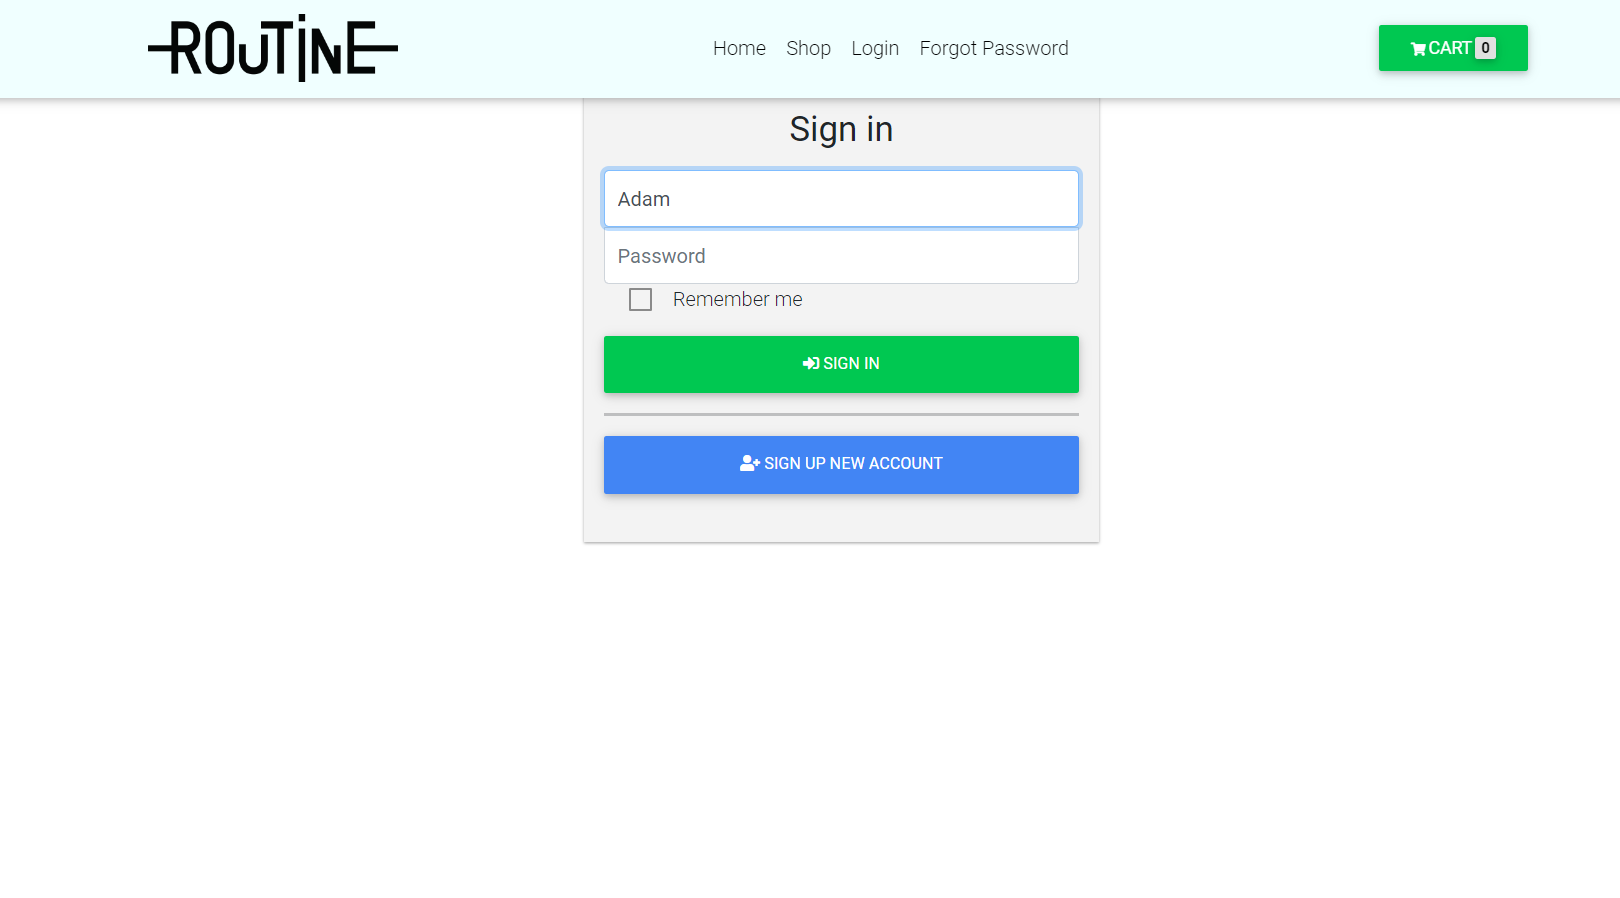 ROUTINE
Home Shop Login Forgot Password
CART 0
Sign in
Adam
Password
Remember me
SIGN IN
SIGN UP NEW ACCOUNT